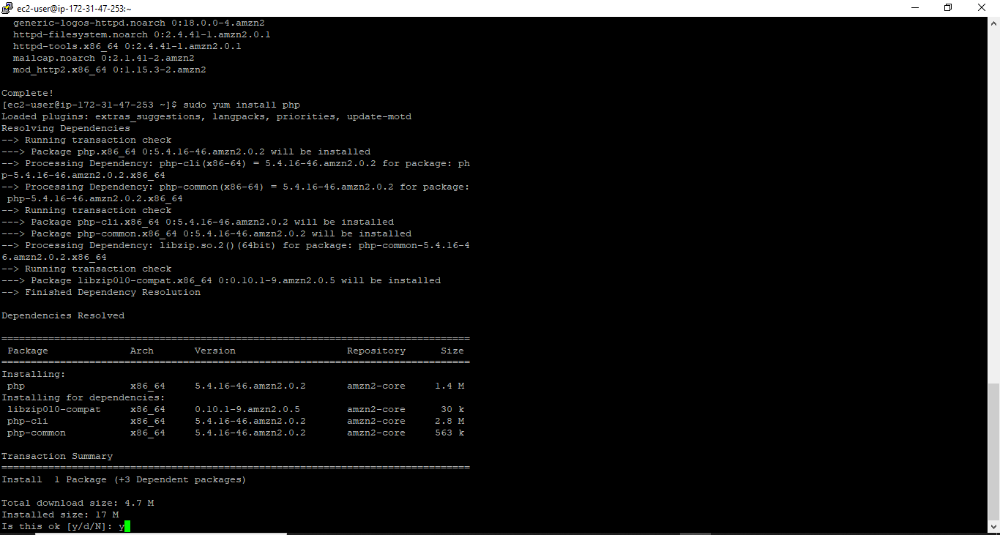 ec2-user@ip-172-31-47-253:~
generic-logos-httpd.noarch 0:18.0.0-4.amzn2
httpd-filesystem.noarch 0:2.4.41-1.amzn2.0.1
httpd-tools.x86_64 0:2.4.41-1.amzn2.0.1
mailcap.noarch 0:2.1.41-2.amzn2
mod_http2.x86_64 0:1.15.3-2.amzn2
Complete!
[ec2-user@ip-172-31-47-253 ~]$ sudo yum install php
Loaded plugins: extras_suggestions, langpacks, priorities, update-motd
Resolving Dependencies
--> Running transaction check
---> Package php.x86_64 0:5.4.16-46.amzn2.0.2 will be installed
--> Processing Dependency: php-cli(x86-64) = 5.4.16-46.amzn2.0.2 for package: ph
p-5.4.16-46.amzn2.0.2.x86_64
--> Processing Dependency: php-common(x86-64) = 5.4.16-46.amzn2.0.2 for package:
php-5.4.16-46.amzn2.0.2.x86_64
--> Running transaction check
---> Package php-cli.x86_64 0:5.4.16-46.amzn2.0.2 will be installed
---> Package php-common.x86_64 0:5.4.16-46.amzn2.0.2 will be installed
--> Processing Dependency: libzip.so.2()(64bit) for package: php-common-5.4.16-4
6.amzn2.0.2.x86_64
--> Running transaction check
---> Package libzip010-compat.x86_64 0:0.10.1-9.amzn2.0.5 will be installed
--> Finished Dependency Resolution
Dependencies Resolved
================================================================================
Package Arch Version Repository Size
================================================================================
Installing:
php x86_64 5.4.16-46.amzn2.0.2 amzn2-core 1.4 M
Installing for dependencies:
libzip010-compat x86_64 0.10.1-9.amzn2.0.5 amzn2-core 30 k
php-cli x86_64 5.4.16-46.amzn2.0.2 amzn2-core 2.8 M
php-common x86_64 5.4.16-46.amzn2.0.2 amzn2-core 563 k
Transaction Summary
================================================================================
Install 1 Package (+3 Dependent packages)
Total download size: 4.7 M
Installed size: 17 M
Is this ok [y/d/N]: y